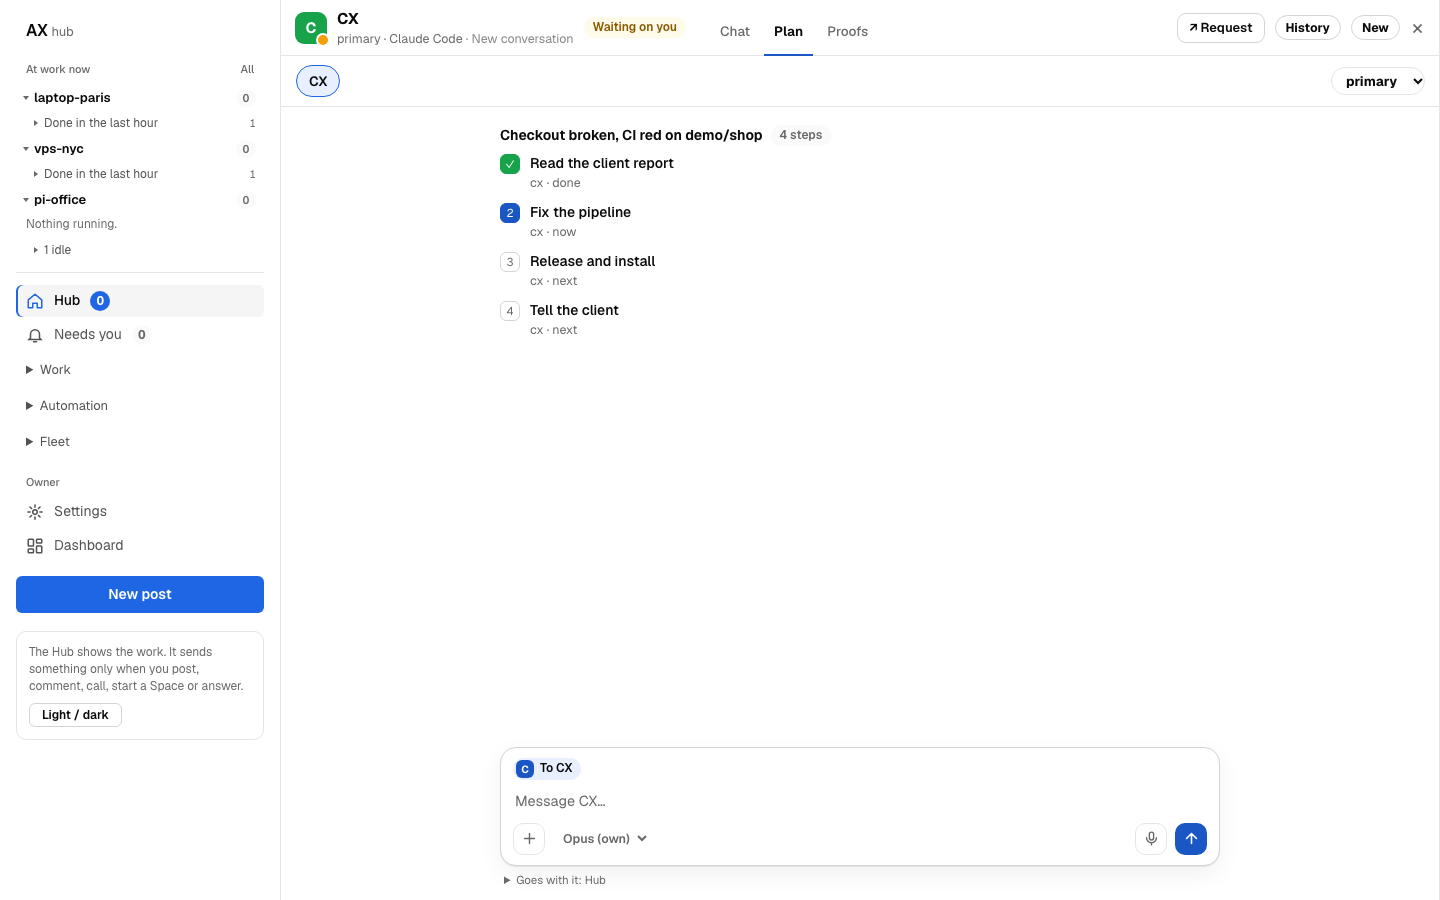 AX hub
At work now All
laptop-paris 0
Done in the last hour 1
vps-nyc 0
Done in the last hour 1
pi-office 0
Nothing running.
1 idle
Hub 0
Needs you 0
Work
Automation
Fleet
Owner
Settings
Dashboard
New post
The Hub shows the work. It sends
something only when you post,
comment, call, start a Space or answer.
Light / dark
C
CX
primary · Claude Code · New conversation
Waiting on you
Chat Plan Proofs
Request History New
CX primary
Checkout broken, CI red on demo/shop 4 steps
Read the client report
cx · done
2 Fix the pipeline
cx · now
3 Release and install
cx · next
4 Tell the client
cx · next
C To CX
Message CX…
Opus (own)
Goes with it: Hub